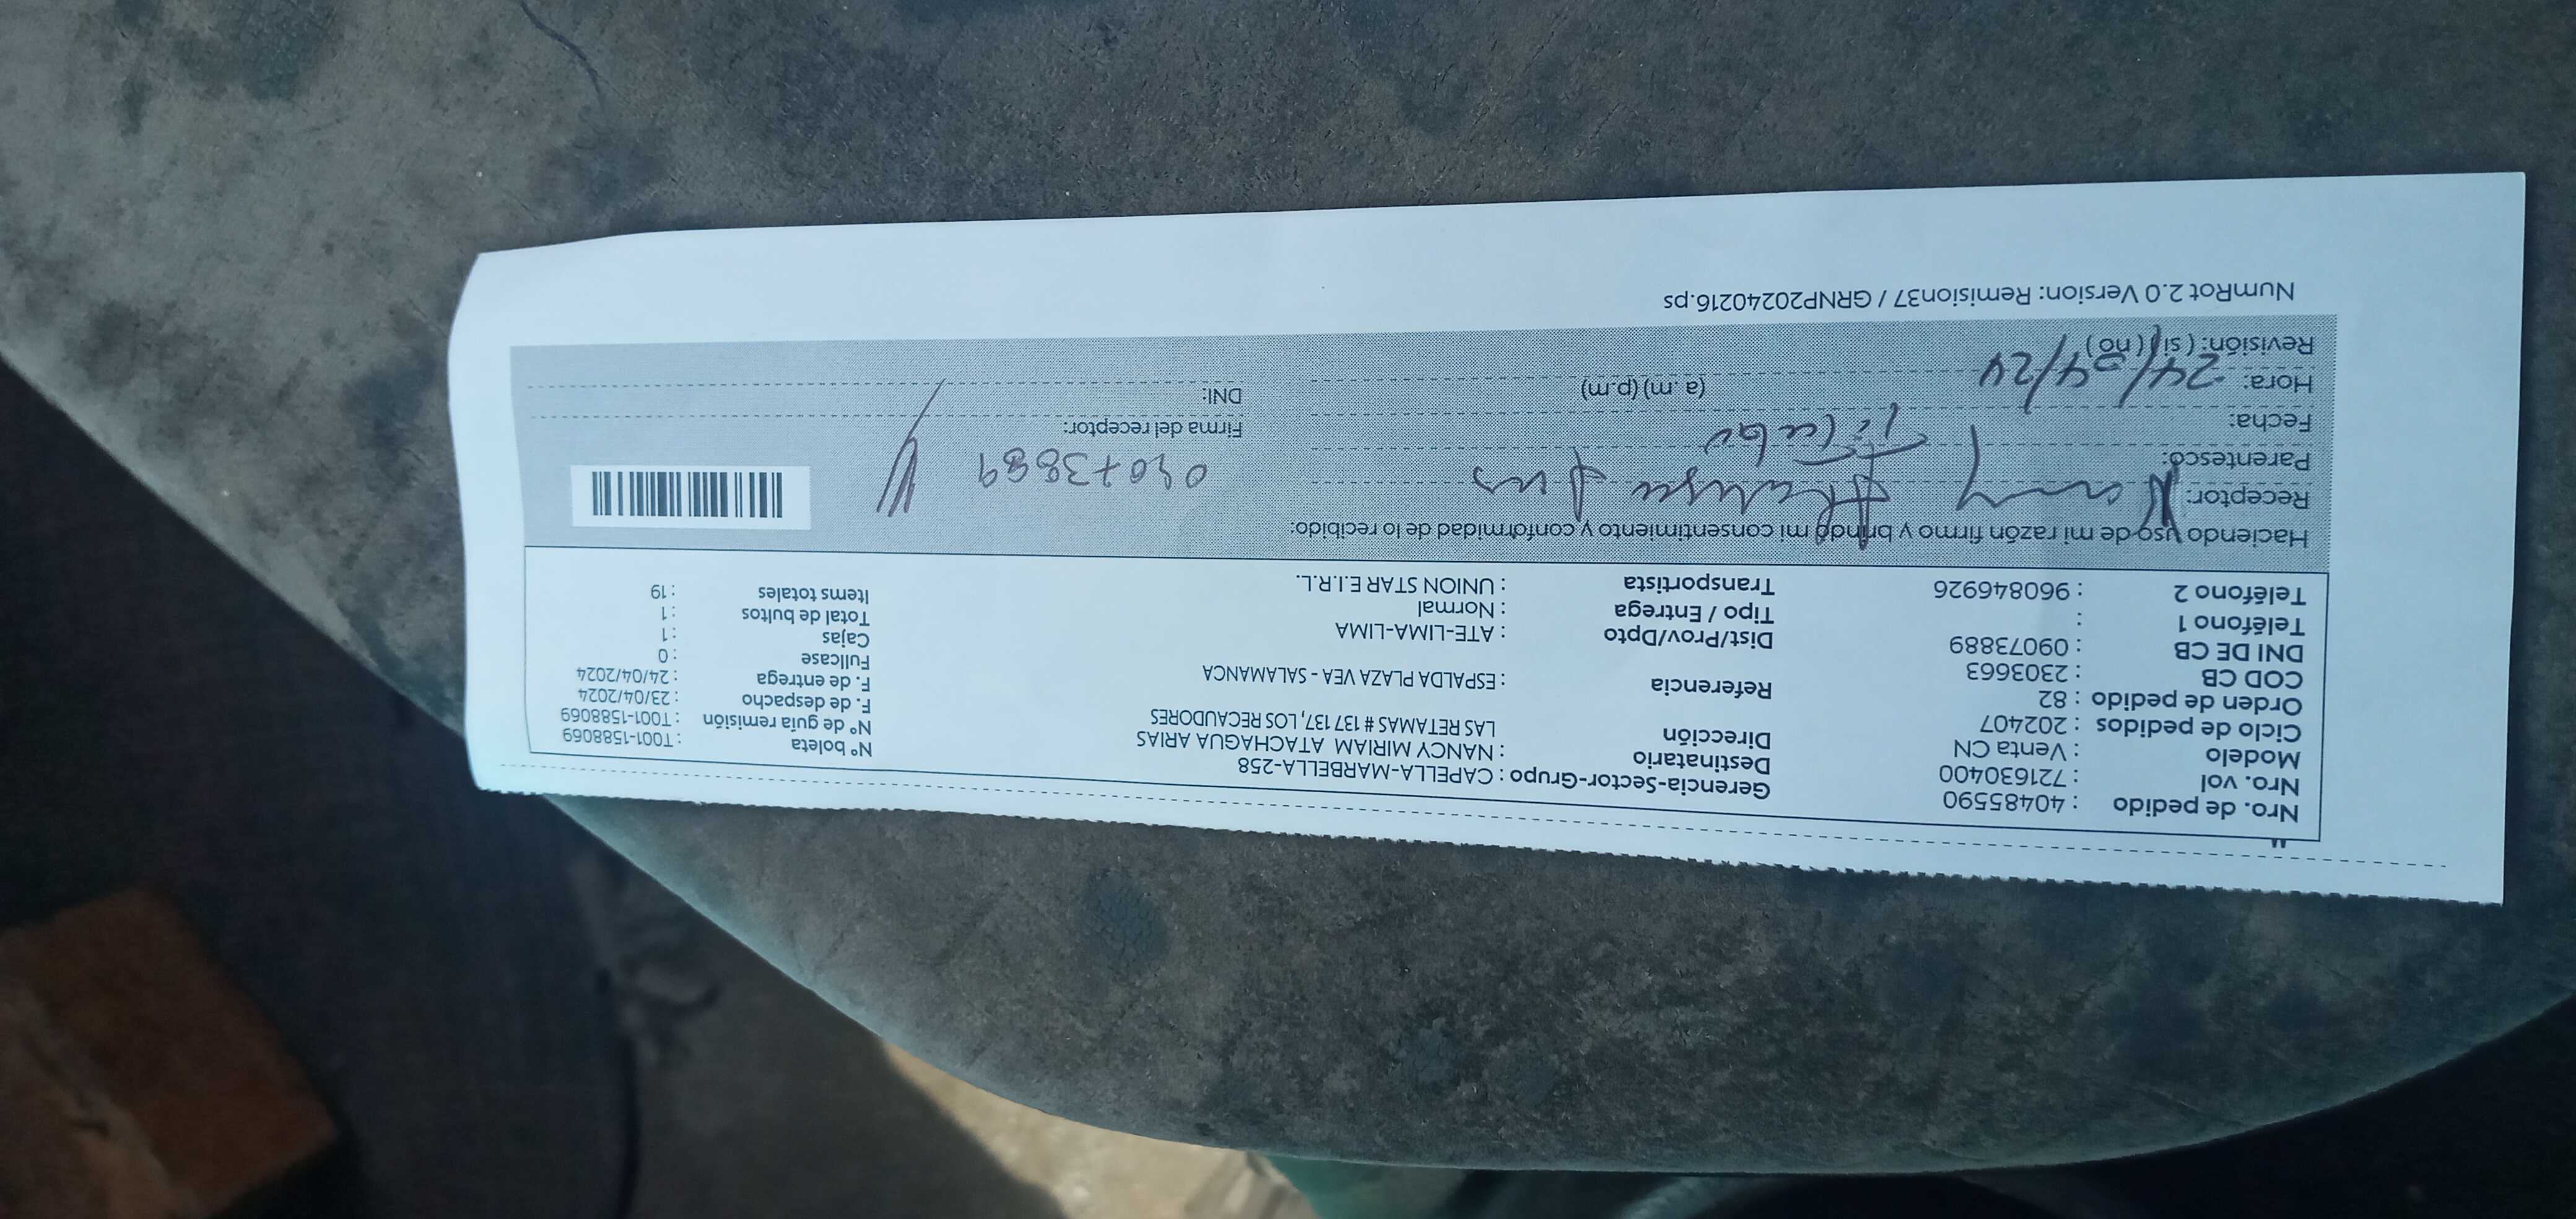 Nro. de pedido : 40485590
Nro. vol : 721630400
Modelo : Venta CN
Ciclo de pedidos : 202407
Orden de pedido : 82
COD CB : 2303663
DNI DE CB : 09073889
Teléfono 1 :
Teléfono 2 : 960846926
Gerencia-Sector-Grupo : CAPELLA-MARBELLA-258
Destinatario : NANCY MIRIAM ATACHAGUA ARIAS
Dirección LAS RETAMAS # 137 137, LOS RECAUDORES
Referencia : ESPALDA PLAZA VEA - SALAMANCA
Dist/Prov/Dpto : ATE-LIMA-LIMA
Tipo / Entrega : Normal
Transportista : UNION STAR E.I.R.L.
N° boleta : T001-1588069
N° de guía remisión : T001-1588069
F. de despacho : 23/04/2024
F. de entrega : 24/04/2024
Fullcase : 0
Cajas : 1
Total de bultos : 1
Items totales : 19
Haciendo uso de mi razón firmo y brindo mi consentimiento y conformidad de lo recibido:
Receptor: Nancy
Parentesco: Titular
Fecha:
Hora: 24/04/24 (a.m) (p.m)
Revisión: ( si ) ( no )
09073889
Firma del receptor:
DNI:
NumRot 2.0 Version: Remision37 / GRNP20240216.ps